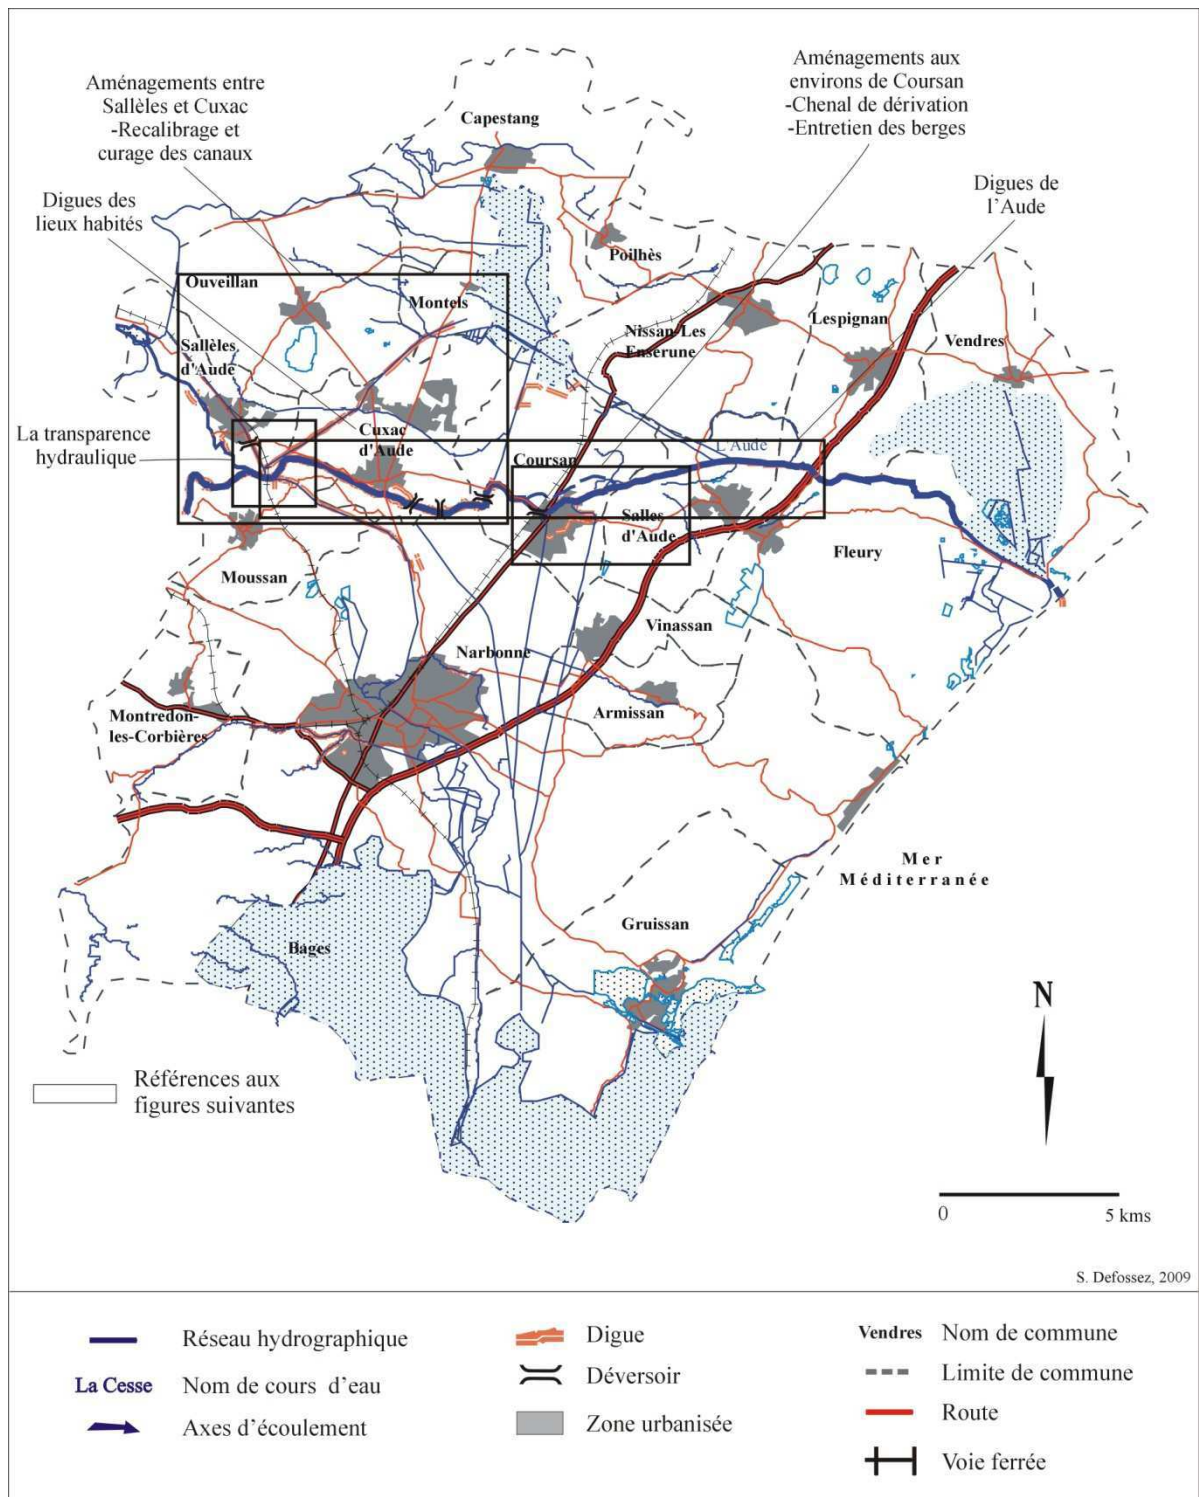 Aménagements entre
Sallèles et Cuxac
-Recalibrage et
curage des canaux
Aménagements aux
environs de Coursan
-Chenal de dérivation
-Entretien des berges
Capestang
Digues des
lieux habités
Digues de
l'Aude
Poilhès
Ouveillan
Montels
Nissan-Les
Enserune
Lespignan
Vendres
Sallèles
d'Aude
La transparence
hydraulique
Cuxac
d'Aude
Coursan
L'Aude
Salles
d'Aude
Fleury
Moussan
Vinassan
Narbonne
Armissan
Montredon-
les-Corbières
Mer
Méditerranée
Gruissan
Bages
N
Références aux
figures suivantes
0
5 kms
S. Defossez, 2009
Réseau hydrographique
La Cesse
Nom de cours d'eau
Axes d'écoulement
Digue
Déversoir
Zone urbanisée
Vendres
Nom de commune
Limite de commune
Route
Voie ferrée